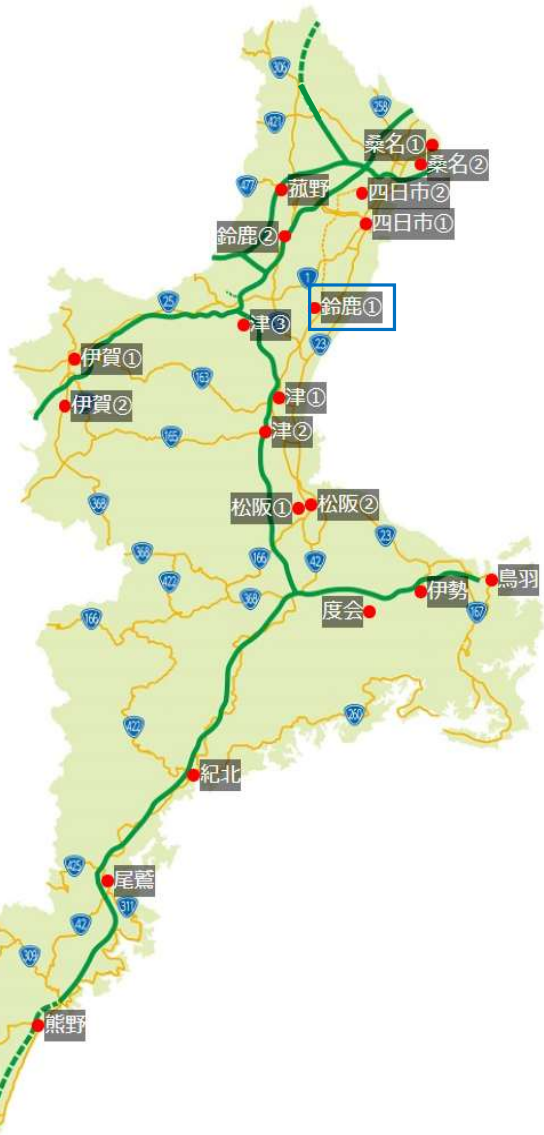 306
421
258
桑名①
桑名②
477
菰野
四日市②
四日市①
鈴鹿②
1
25
鈴鹿①
津③
23
伊賀①
163
津①
伊賀②
165
津②
368
松阪①
松阪②
23
368
166
42
422
368
鳥羽
伊勢
度会
167
166
260
422
紀北
425
尾鷲
311
42
309
熊野